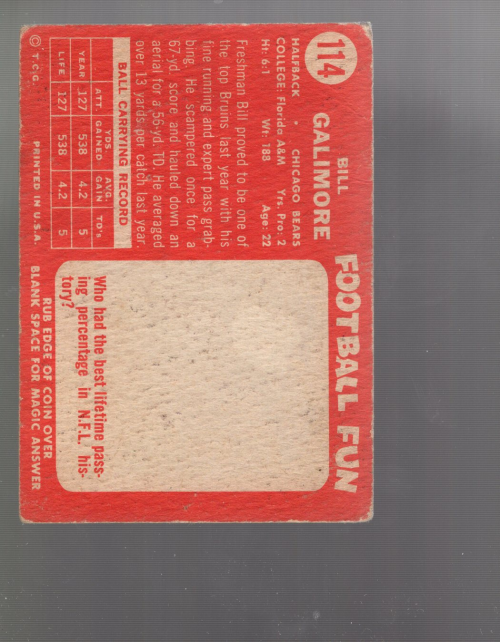 114
BILL
GALIMORE
HALFBACK • CHICAGO BEARS
COLLEGE: Florida A&M Yrs. Pro: 2
Ht: 6:1 Wt: 188 Age: 22
Freshman Bill proved to be one of
the top Bruins last year with his
fine running and expert pass grab-
bing. He scampered once for a
67-yd. score and hauled down an
aerial for a 56-yd. TD. He averaged
over 13 yards per catch last year.
BALL CARRYING RECORD
ATT YDS. GAINED AVG. GAIN TD's
YEAR 127 538 4.2 5
LIFE 127 538 4.2 5
© T.C.G. PRINTED IN U.S.A.
FOOTBALL FUN
Who had the best lifetime pass-
ing percentage in N.F.L. his-
tory?
RUB EDGE OF COIN OVER
BLANK SPACE FOR MAGIC ANSWER